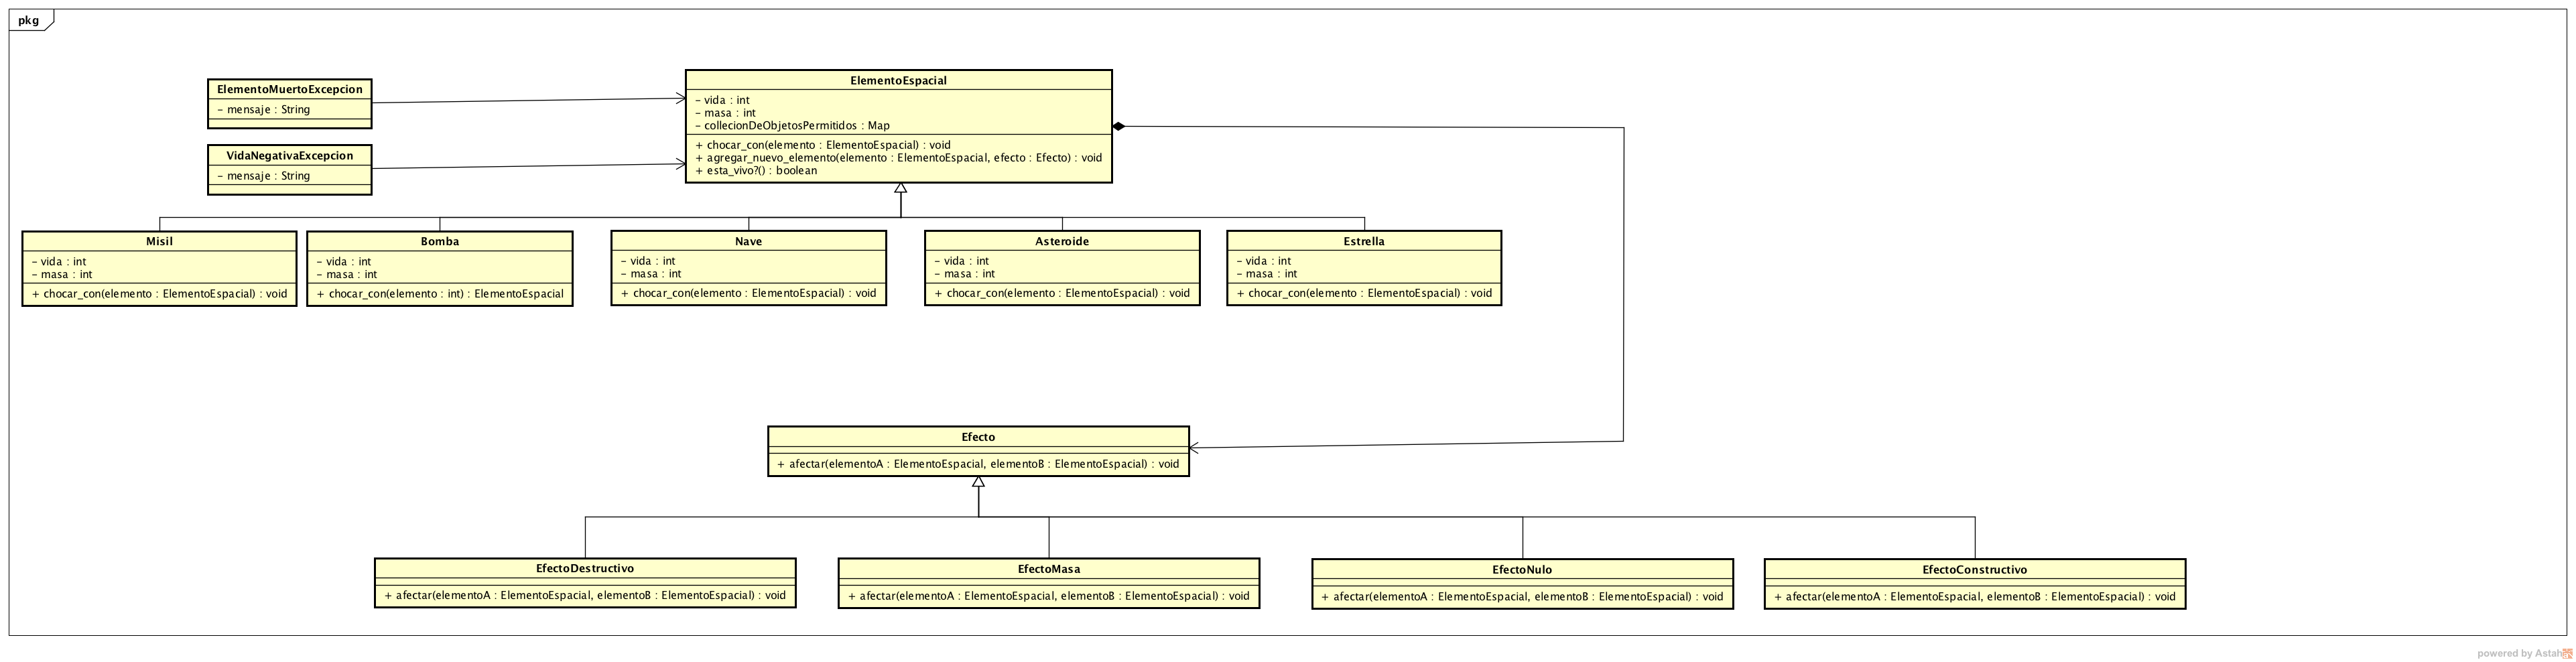 pkg
ElementoMuertoExcepcion
– mensaje : String
VidaNegativaExcepcion
– mensaje : String
ElementoEspacial
– vida : int
– masa : int
– collecionDeObjetosPermitidos : Map
+ chocar_con(elemento : ElementoEspacial) : void
+ agregar_nuevo_elemento(elemento : ElementoEspacial, efecto : Efecto) : void
+ esta_vivo?() : boolean
Misil
– vida : int
– masa : int
+ chocar_con(elemento : ElementoEspacial) : void
Bomba
– vida : int
– masa : int
+ chocar_con(elemento : int) : ElementoEspacial
Nave
– vida : int
– masa : int
+ chocar_con(elemento : ElementoEspacial) : void
Asteroide
– vida : int
– masa : int
+ chocar_con(elemento : ElementoEspacial) : void
Estrella
– vida : int
– masa : int
+ chocar_con(elemento : ElementoEspacial) : void
Efecto
+ afectar(elementoA : ElementoEspacial, elementoB : ElementoEspacial) : void
EfectoDestructivo
+ afectar(elementoA : ElementoEspacial, elementoB : ElementoEspacial) : void
EfectoMasa
+ afectar(elementoA : ElementoEspacial, elementoB : ElementoEspacial) : void
EfectoNulo
+ afectar(elementoA : ElementoEspacial, elementoB : ElementoEspacial) : void
EfectoConstructivo
+ afectar(elementoA : ElementoEspacial, elementoB : ElementoEspacial) : void
powered by Astah